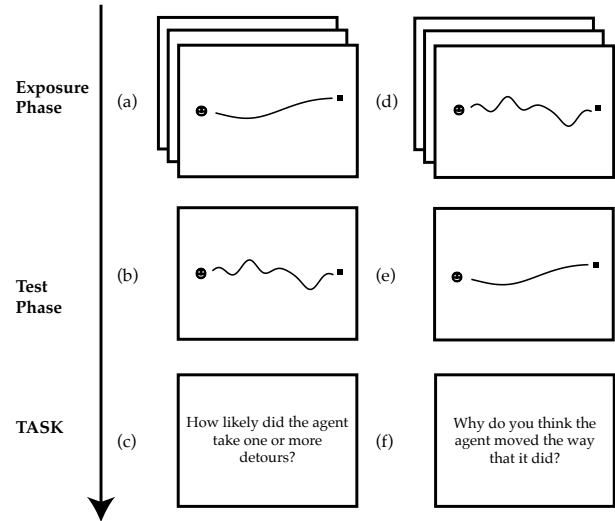 Exposure
Phase
(a)
(d)
Test
Phase
(b)
(e)
TASK
(c)
How likely did the agent
take one or more
detours?
(f)
Why do you think the
agent moved the way
that it did?